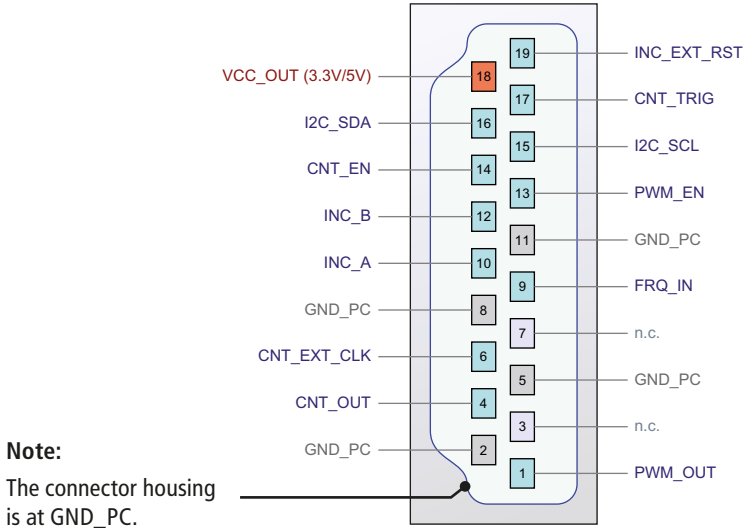 19 INC_EXT_RST
VCC_OUT (3.3V/5V) 18
17 CNT_TRIG
I2C_SDA 16
15 I2C_SCL
CNT_EN 14
13 PWM_EN
INC_B 12
11 GND_PC
INC_A 10
9 FRQ_IN
GND_PC 8
7 n.c.
CNT_EXT_CLK 6
5 GND_PC
CNT_OUT 4
3 n.c.
GND_PC 2
1 PWM_OUT
Note:
The connector housing
is at GND_PC.